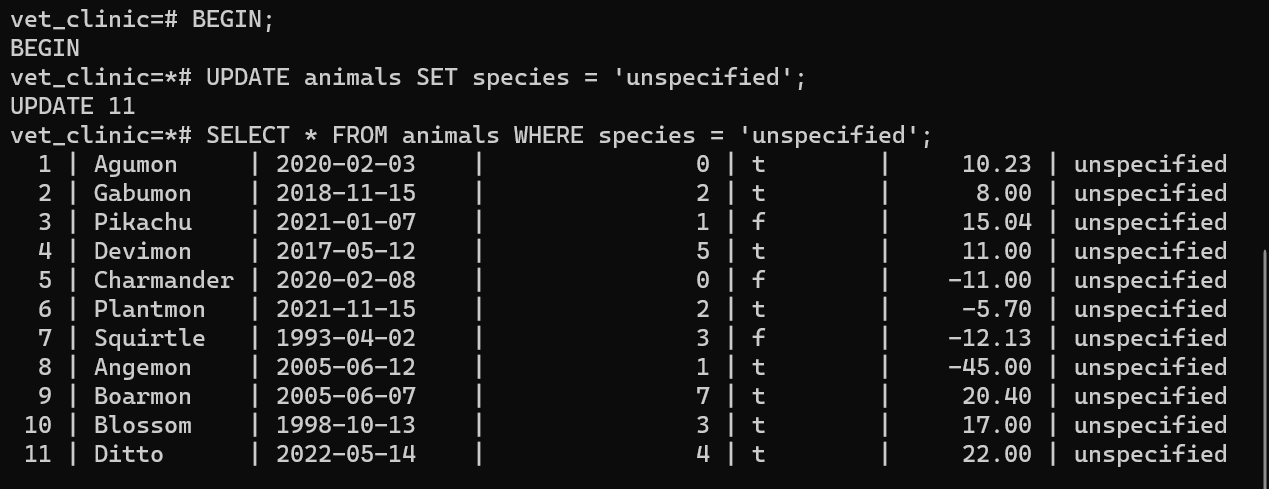 vet_clinic=# BEGIN;
BEGIN
vet_clinic=*# UPDATE animals SET species = 'unspecified';
UPDATE 11
vet_clinic=*# SELECT * FROM animals WHERE species = 'unspecified';
  1 | Agumon     | 2020-02-03    |               0 | t        |     10.23 | unspecified
  2 | Gabumon    | 2018-11-15    |               2 | t        |      8.00 | unspecified
  3 | Pikachu    | 2021-01-07    |               1 | f        |     15.04 | unspecified
  4 | Devimon    | 2017-05-12    |               5 | t        |     11.00 | unspecified
  5 | Charmander | 2020-02-08    |               0 | f        |    -11.00 | unspecified
  6 | Plantmon   | 2021-11-15    |               2 | t        |     -5.70 | unspecified
  7 | Squirtle   | 1993-04-02    |               3 | f        |    -12.13 | unspecified
  8 | Angemon    | 2005-06-12    |               1 | t        |    -45.00 | unspecified
  9 | Boarmon    | 2005-06-07    |               7 | t        |     20.40 | unspecified
 10 | Blossom    | 1998-10-13    |               3 | t        |     17.00 | unspecified
 11 | Ditto      | 2022-05-14    |               4 | t        |     22.00 | unspecified